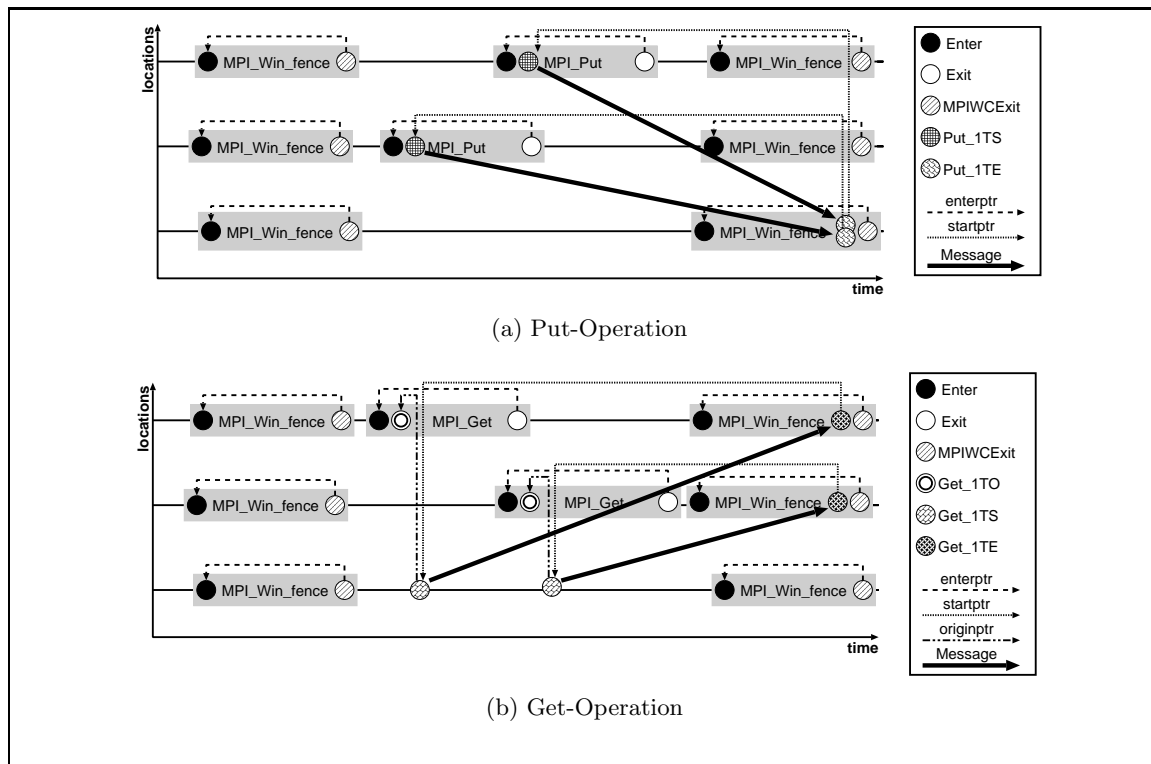 locations
MPI_Win_fence
MPI_Put
MPI_Win_fence
MPI_Win_fence
MPI_Put
MPI_Win_fence
MPI_Win_fence
MPI_Win_fence
time
Enter
Exit
MPIWCExit
Put_1TS
Put_1TE
enterptr
startptr
Message
(a) Put-Operation
locations
MPI_Win_fence
MPI_Get
MPI_Win_fence
MPI_Win_fence
MPI_Get
MPI_Win_fence
MPI_Win_fence
MPI_Win_fence
time
Enter
Exit
MPIWCExit
Get_1TO
Get_1TS
Get_1TE
enterptr
startptr
originptr
Message
(b) Get-Operation